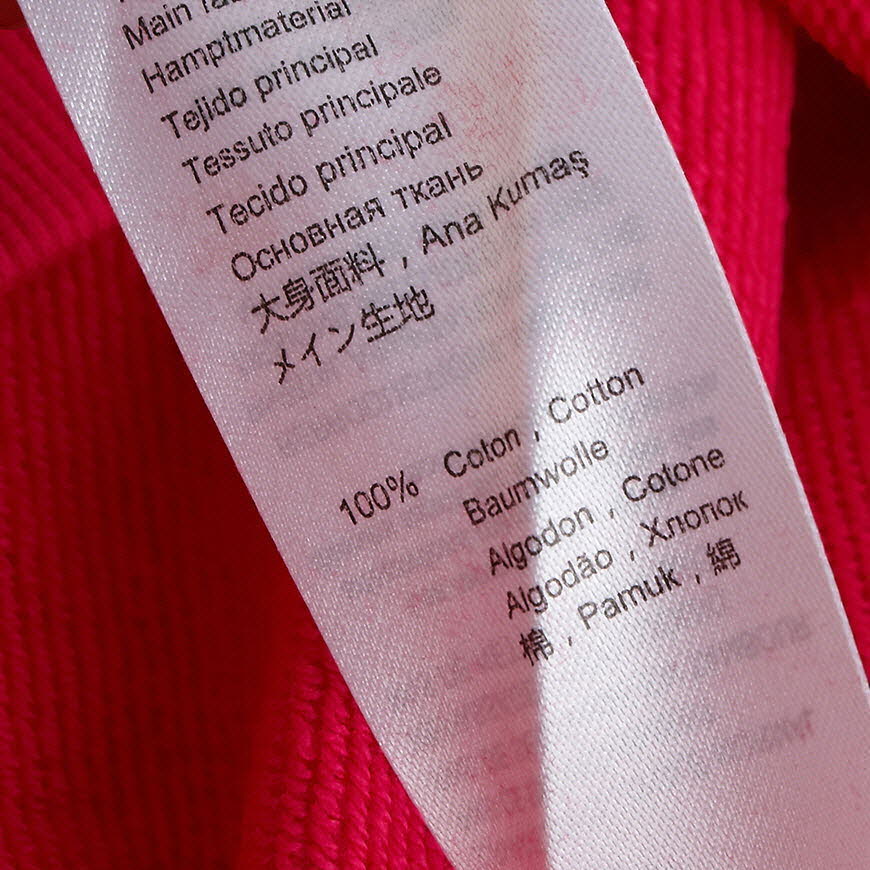 Main
Hamptmaterial
Tejido principal
Tessuto principale
Tecido principal
Основная ткань
大身面料 , Ana Kumaş
メイン生地
100% Coton , Cotton
Baumwolle
Algodon , Cotone
Algodão , Хлопок
棉 , Pamuk , 綿